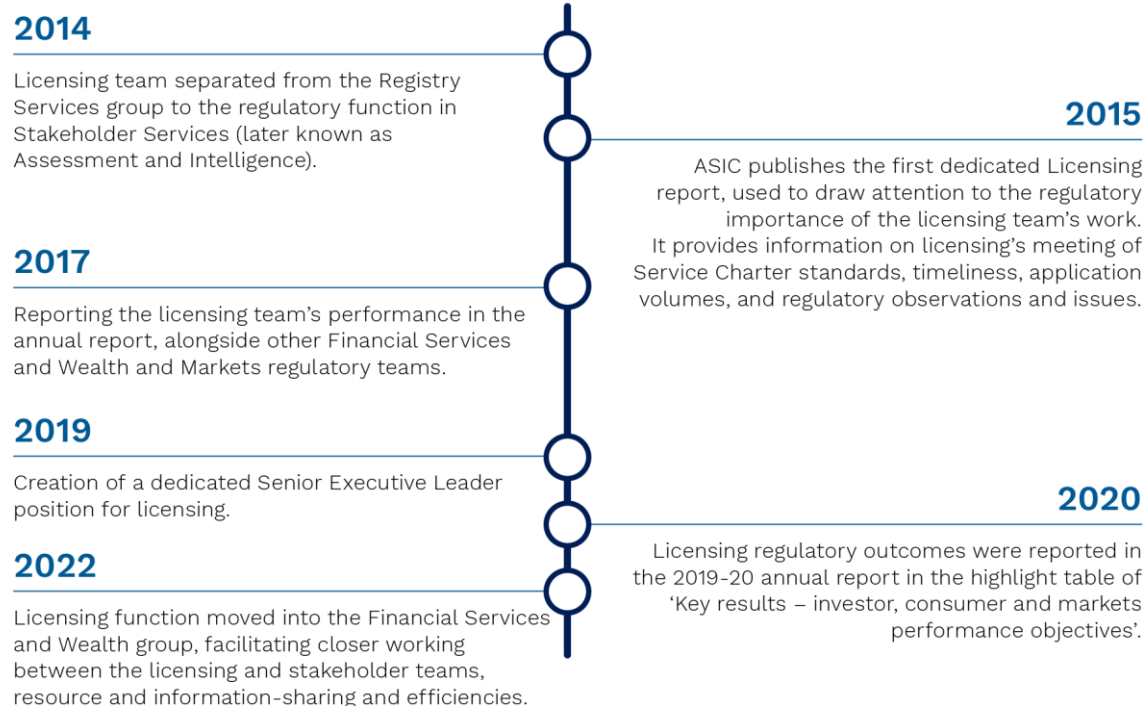 2014
Licensing team separated from the Registry
Services group to the regulatory function in
Stakeholder Services (later known as
Assessment and Intelligence).
2015
ASIC publishes the first dedicated Licensing
report, used to draw attention to the regulatory
importance of the licensing team’s work.
It provides information on licensing’s meeting of
Service Charter standards, timeliness, application
volumes, and regulatory observations and issues.
2017
Reporting the licensing team’s performance in the
annual report, alongside other Financial Services
and Wealth and Markets regulatory teams.
2019
Creation of a dedicated Senior Executive Leader
position for licensing.
2020
Licensing regulatory outcomes were reported in
the 2019-20 annual report in the highlight table of
‘Key results – investor, consumer and markets
performance objectives’.
2022
Licensing function moved into the Financial Services
and Wealth group, facilitating closer working
between the licensing and stakeholder teams,
resource and information-sharing and efficiencies.